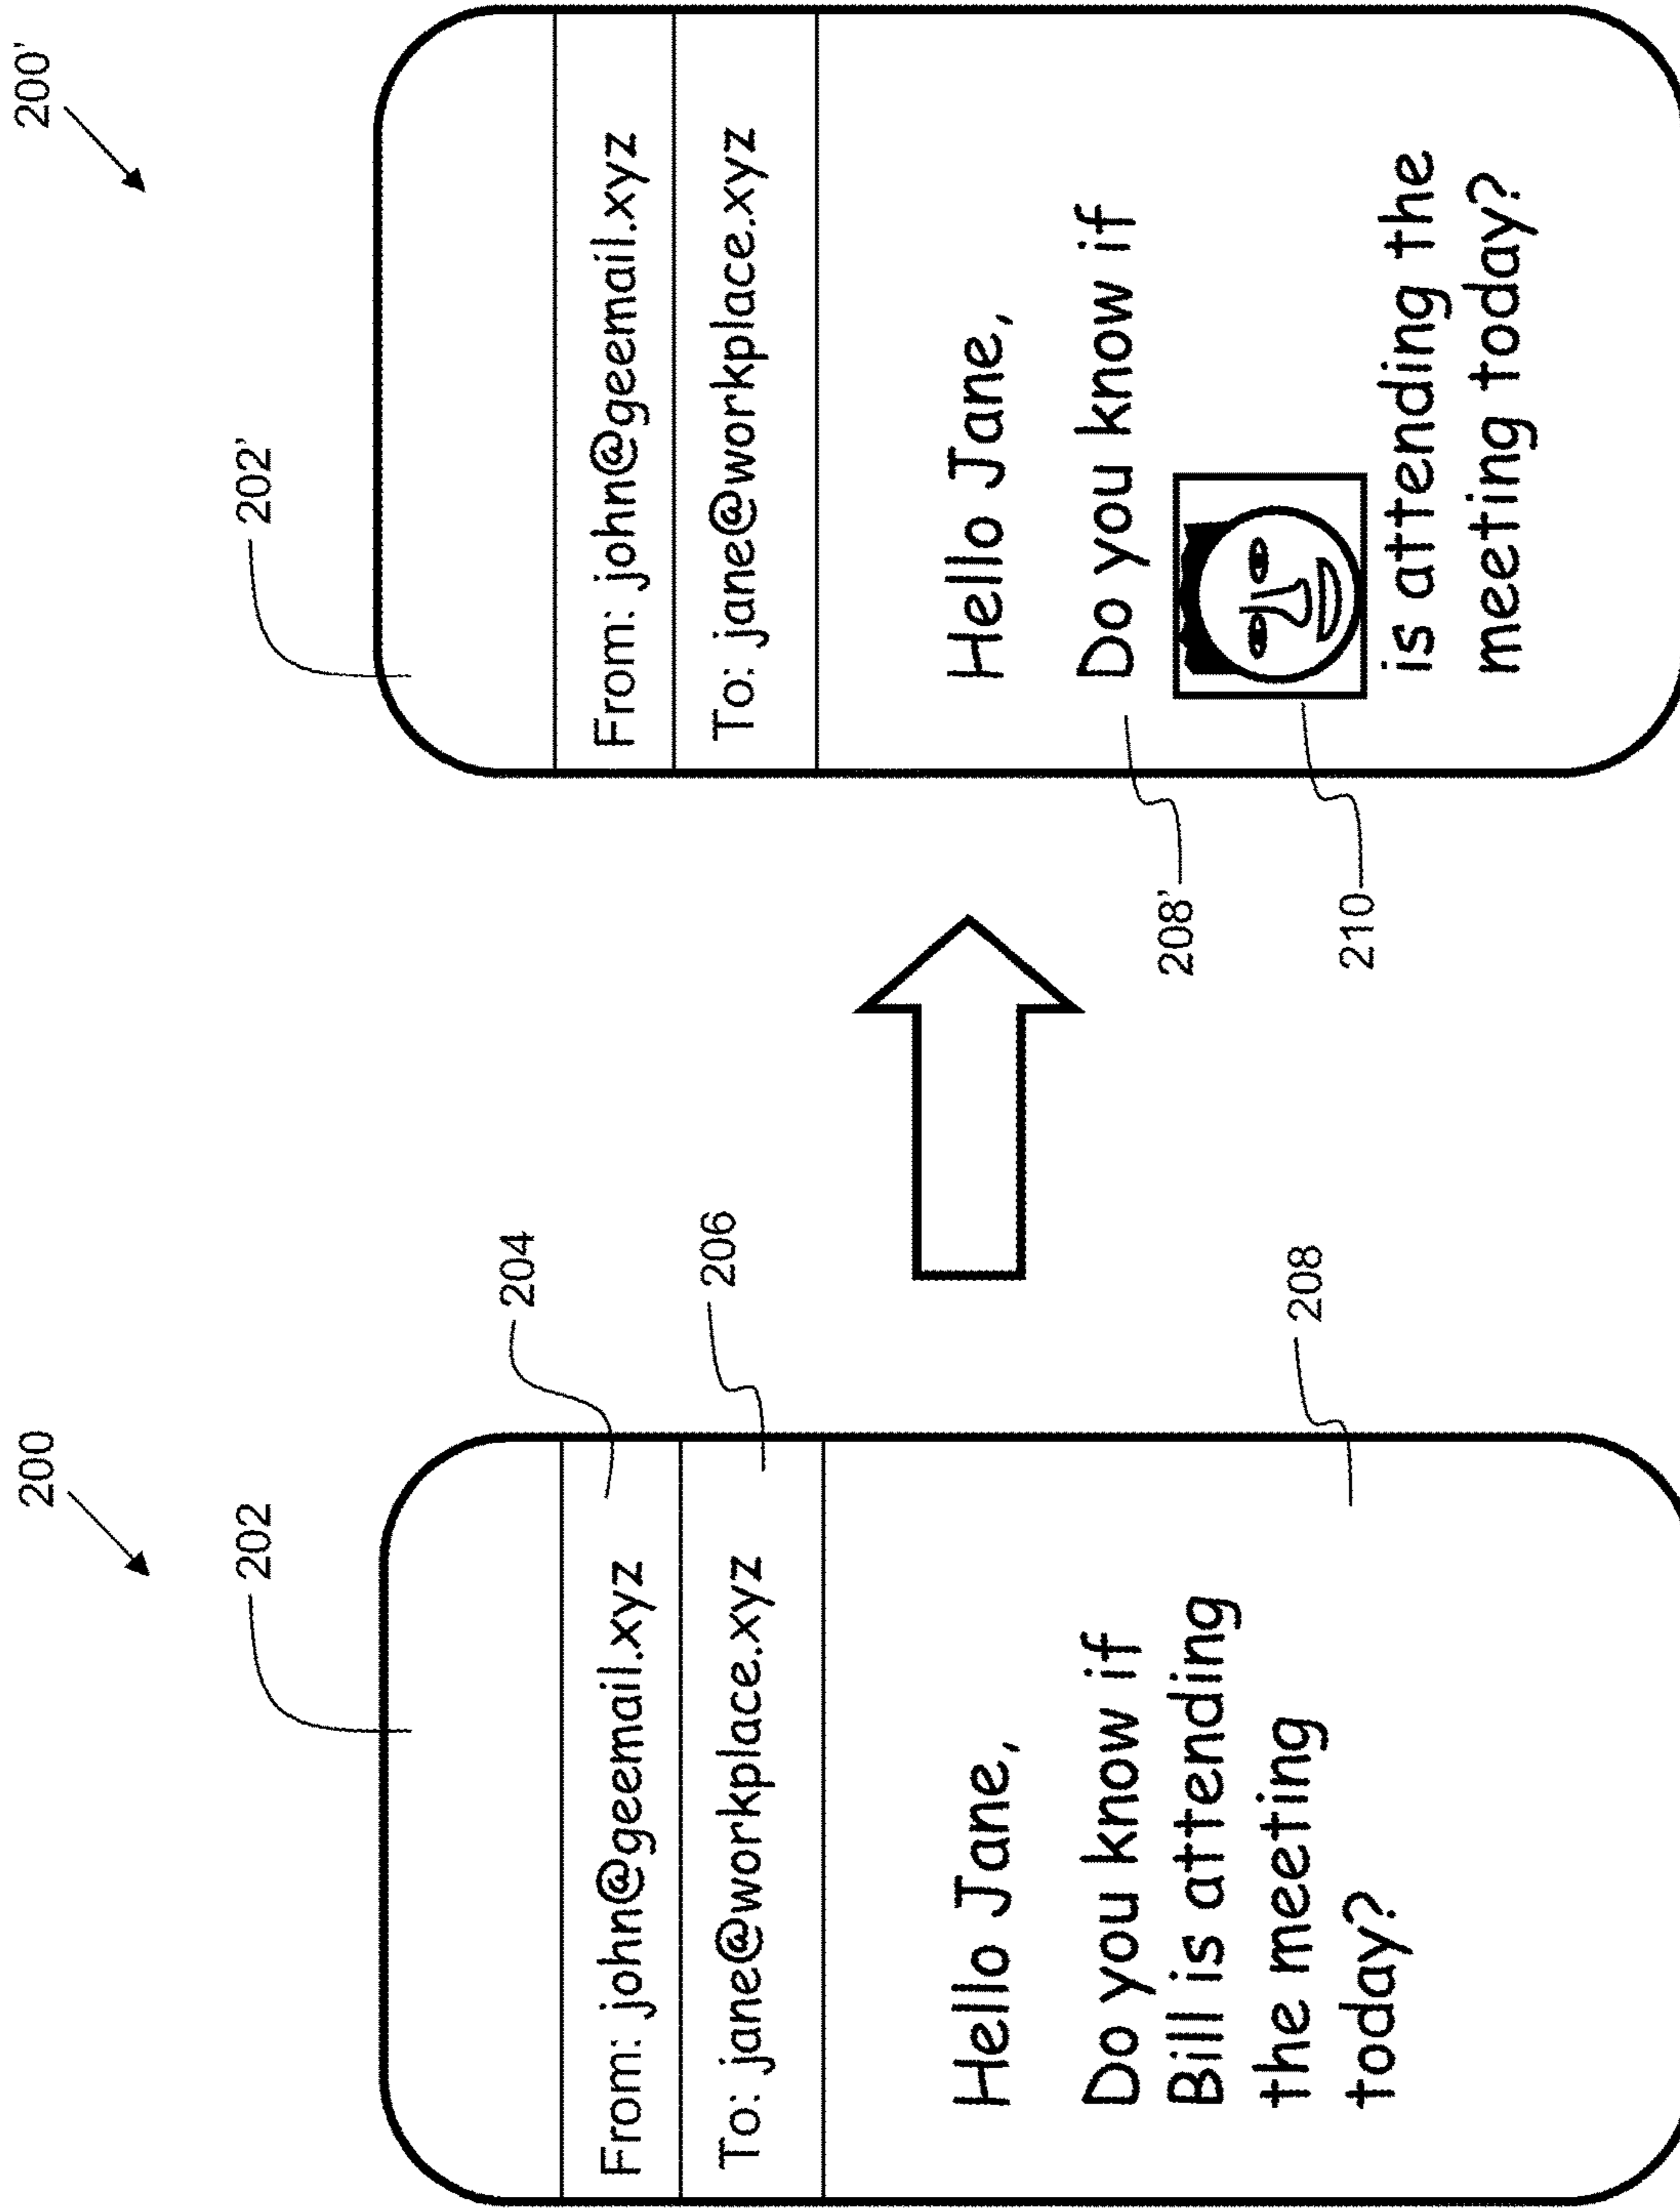 200
202
204
206
From: john@geemail.xyz
To: jane@workplace.xyz
Hello Jane,
Do you know if
Bill is attending
the meeting
today?
208
200'
202'
From: john@geemail.xyz
To: jane@workplace.xyz
Hello Jane,
Do you know if
is attending the
meeting today?
208'
210